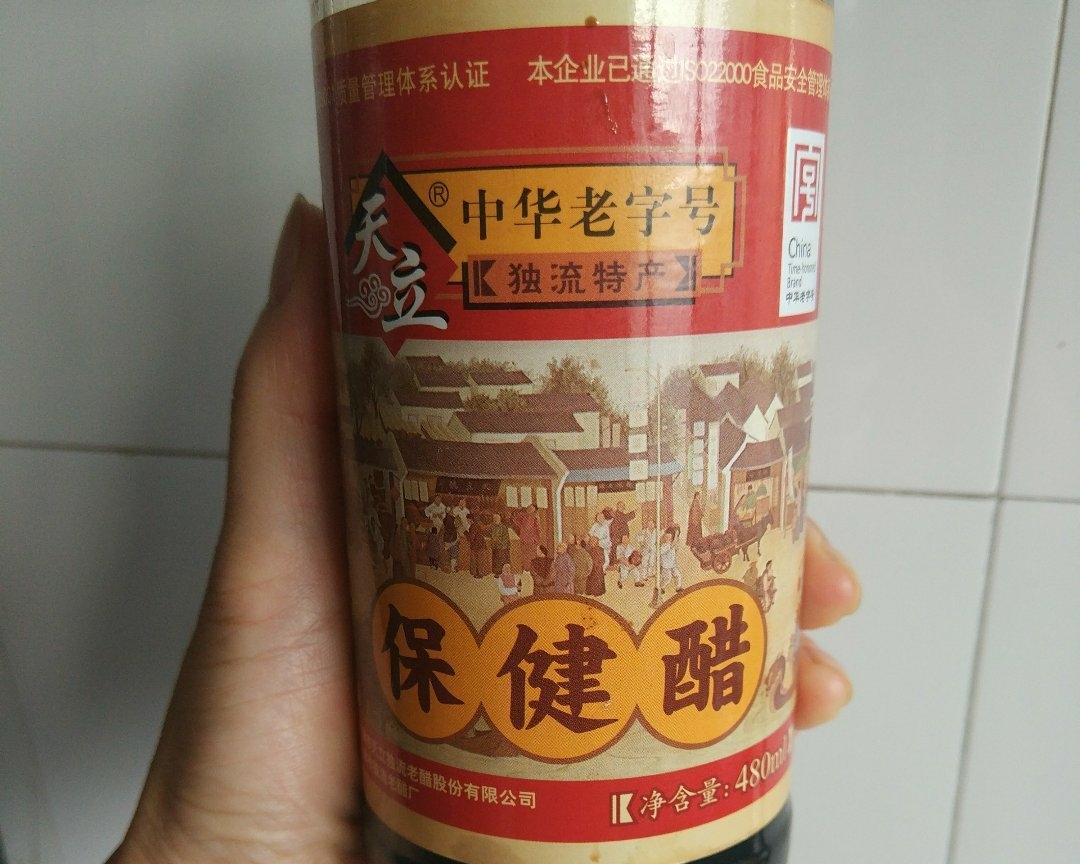 质量管理体系认证 本企业已通过ISO22000食品安全管理体
天立®
中华老字号
独流特产
号
China
Time-honored
Brand
中华老字号
保健醋
天立独流老醋股份有限公司
净含量:480ml